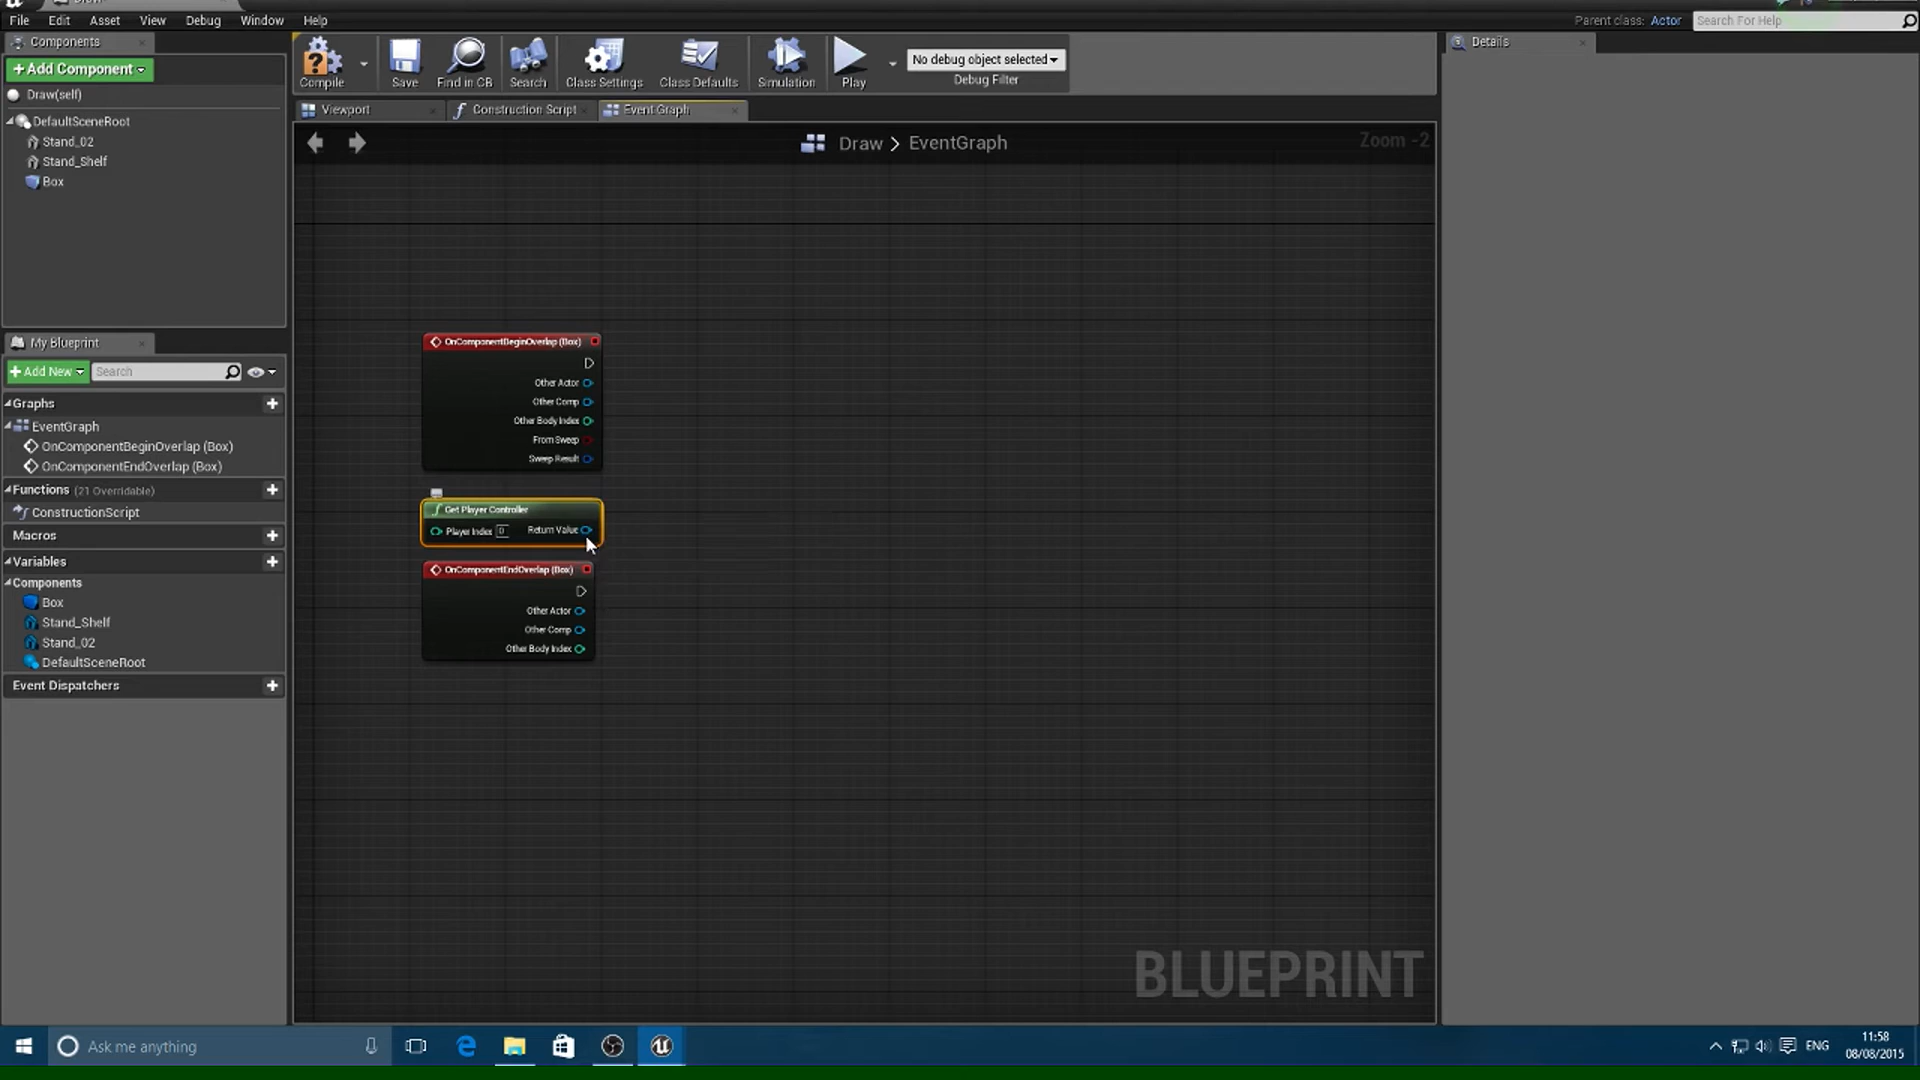 Draw
File Edit Asset View Debug Window Help
Parent class: Actor
Search For Help
Components
+Add Component
Draw(self)
DefaultSceneRoot
Stand_02
Stand_Shelf
Box
My Blueprint
+Add New
Search
Graphs
EventGraph
OnComponentBeginOverlap (Box)
OnComponentEndOverlap (Box)
Functions (21 Overridable)
ConstructionScript
Macros
Variables
Components
Box
Stand_Shelf
Stand_02
DefaultSceneRoot
Event Dispatchers
Compile
Save
Find in CB
Search
Class Settings
Class Defaults
Simulation
Play
No debug object selected
Debug Filter
Viewport
Construction Script
Event Graph
Draw > EventGraph
Zoom -2
OnComponentBeginOverlap (Box)
Other Actor
Other Comp
Other Body Index
From Sweep
Sweep Result
Get Player Controller
Player Index 0 Return Value
OnComponentEndOverlap (Box)
Other Actor
Other Comp
Other Body Index
BLUEPRINT
Details
Ask me anything
ENG
11:58
08/08/2015